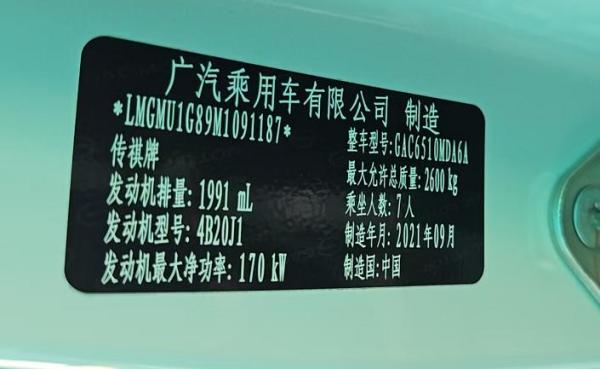 广汽乘用车有限公司 制造
*LMGMU1G89M1091187*
整车型号:GAC6510MDA6A
传祺牌
最大允许总质量:2600 kg
发动机排量:1991 mL
乘坐人数:7人
发动机型号:4B20J1
制造年月:2021年09月
发动机最大净功率:170 kW
制造国:中国